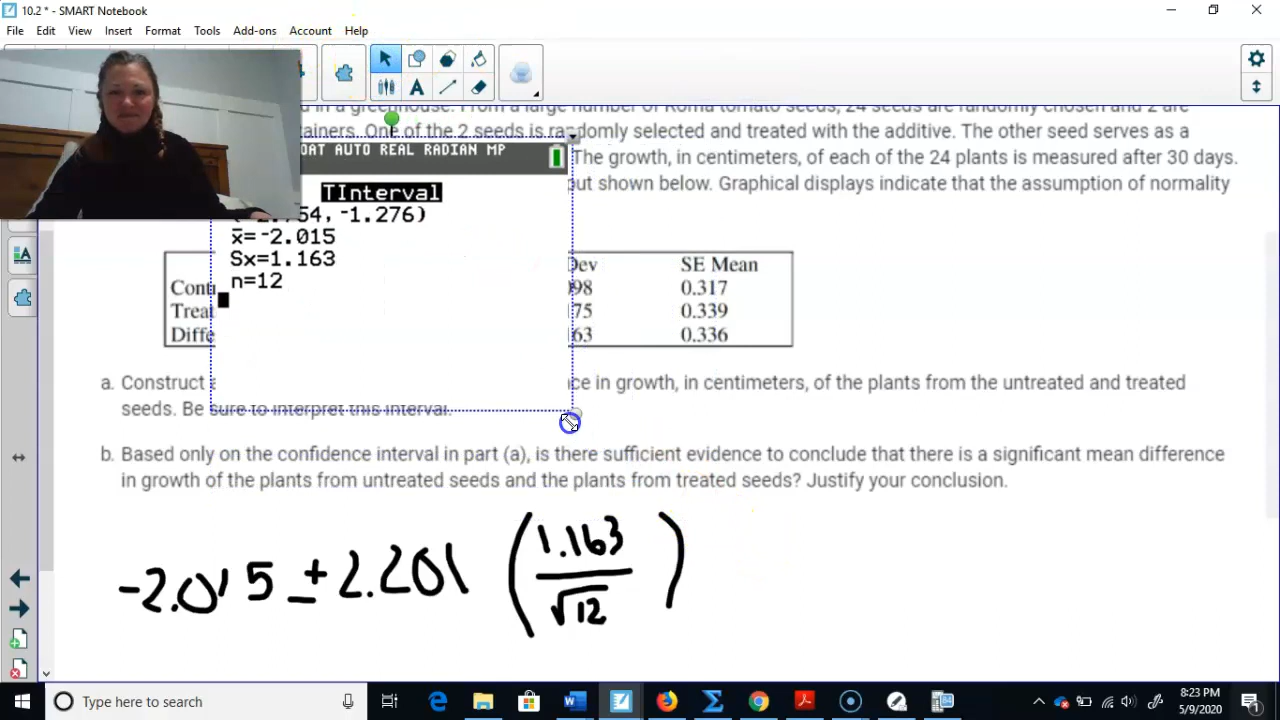 10.2 * - SMART Notebook
File Edit View Insert Format Tools Add-ons Account Help
in a greenhouse. From a large number of Roma tomato seeds, 24 seeds are randomly chosen and 2 are
One of the 2 seeds is randomly selected and treated with the additive. The other seed serves as a
AUTO REAL RADIAN MP
The growth, in centimeters, of each of the 24 plants is measured after 30 days.
TInterval
shown below. Graphical displays indicate that the assumption of normality
-1.276)
x̄=-2.015
Sx=1.163
n=12
Dev SE Mean
98 0.317
75 0.339
63 0.336
a. Construct
in growth, in centimeters, of the plants from the untreated and treated
seeds. Be sure to interpret this interval.
b. Based only on the confidence interval in part (a), is there sufficient evidence to conclude that there is a significant mean difference
in growth of the plants from untreated seeds and the plants from treated seeds? Justify your conclusion.
-2.015 ± 2.201 (1.163/√12)
Type here to search
8:23 PM
5/9/2020